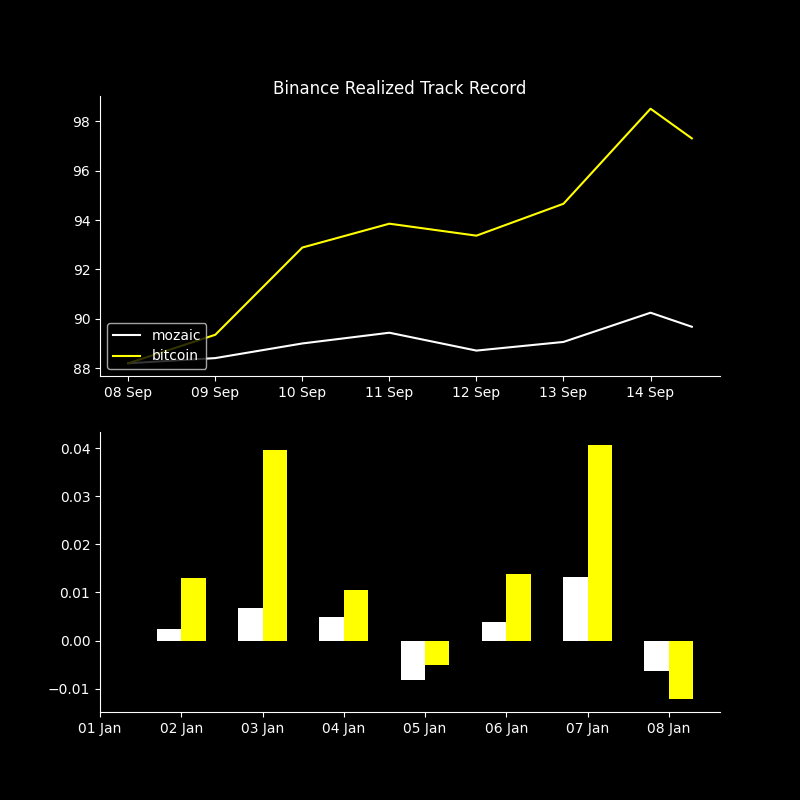 Binance Realized Track Record
98
96
94
92
90
88
mozaic
bitcoin
08 Sep 09 Sep 10 Sep 11 Sep 12 Sep 13 Sep 14 Sep
0.04
0.03
0.02
0.01
0.00
−0.01
01 Jan 02 Jan 03 Jan 04 Jan 05 Jan 06 Jan 07 Jan 08 Jan